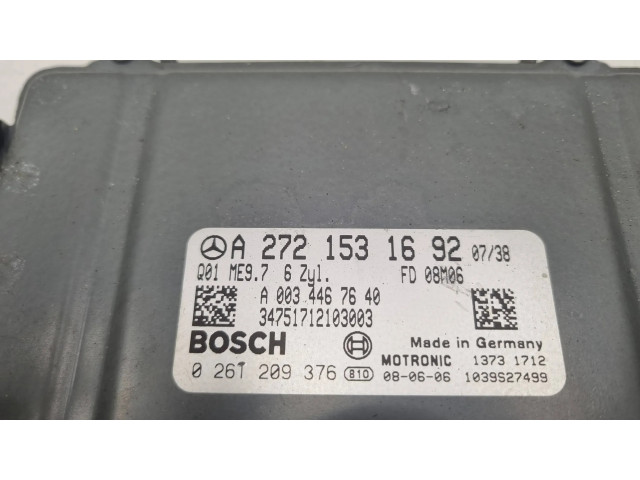 A 272 153 16 92 07/38
Q01 ME9.7 6 Zyl. FD 08M06
A 003 446 76 40
34751712103003
BOSCH Made in Germany
MOTRONIC 1373 1712
0 261 209 376 810 08-06-06 1039S27499